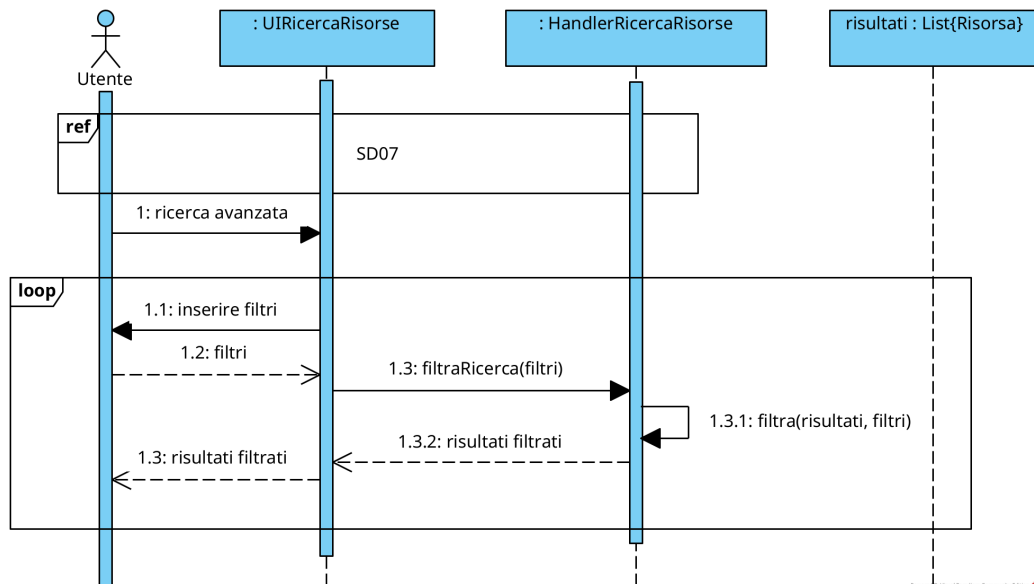 : UIRicercaRisorse
: HandlerRicercaRisorse
risultati : List{Risorsa}
Utente
ref
SD07
1: ricerca avanzata
loop
1.1: inserire filtri
1.2: filtri
1.3: filtraRicerca(filtri)
1.3.1: filtra(risultati, filtri)
1.3.2: risultati filtrati
1.3: risultati filtrati